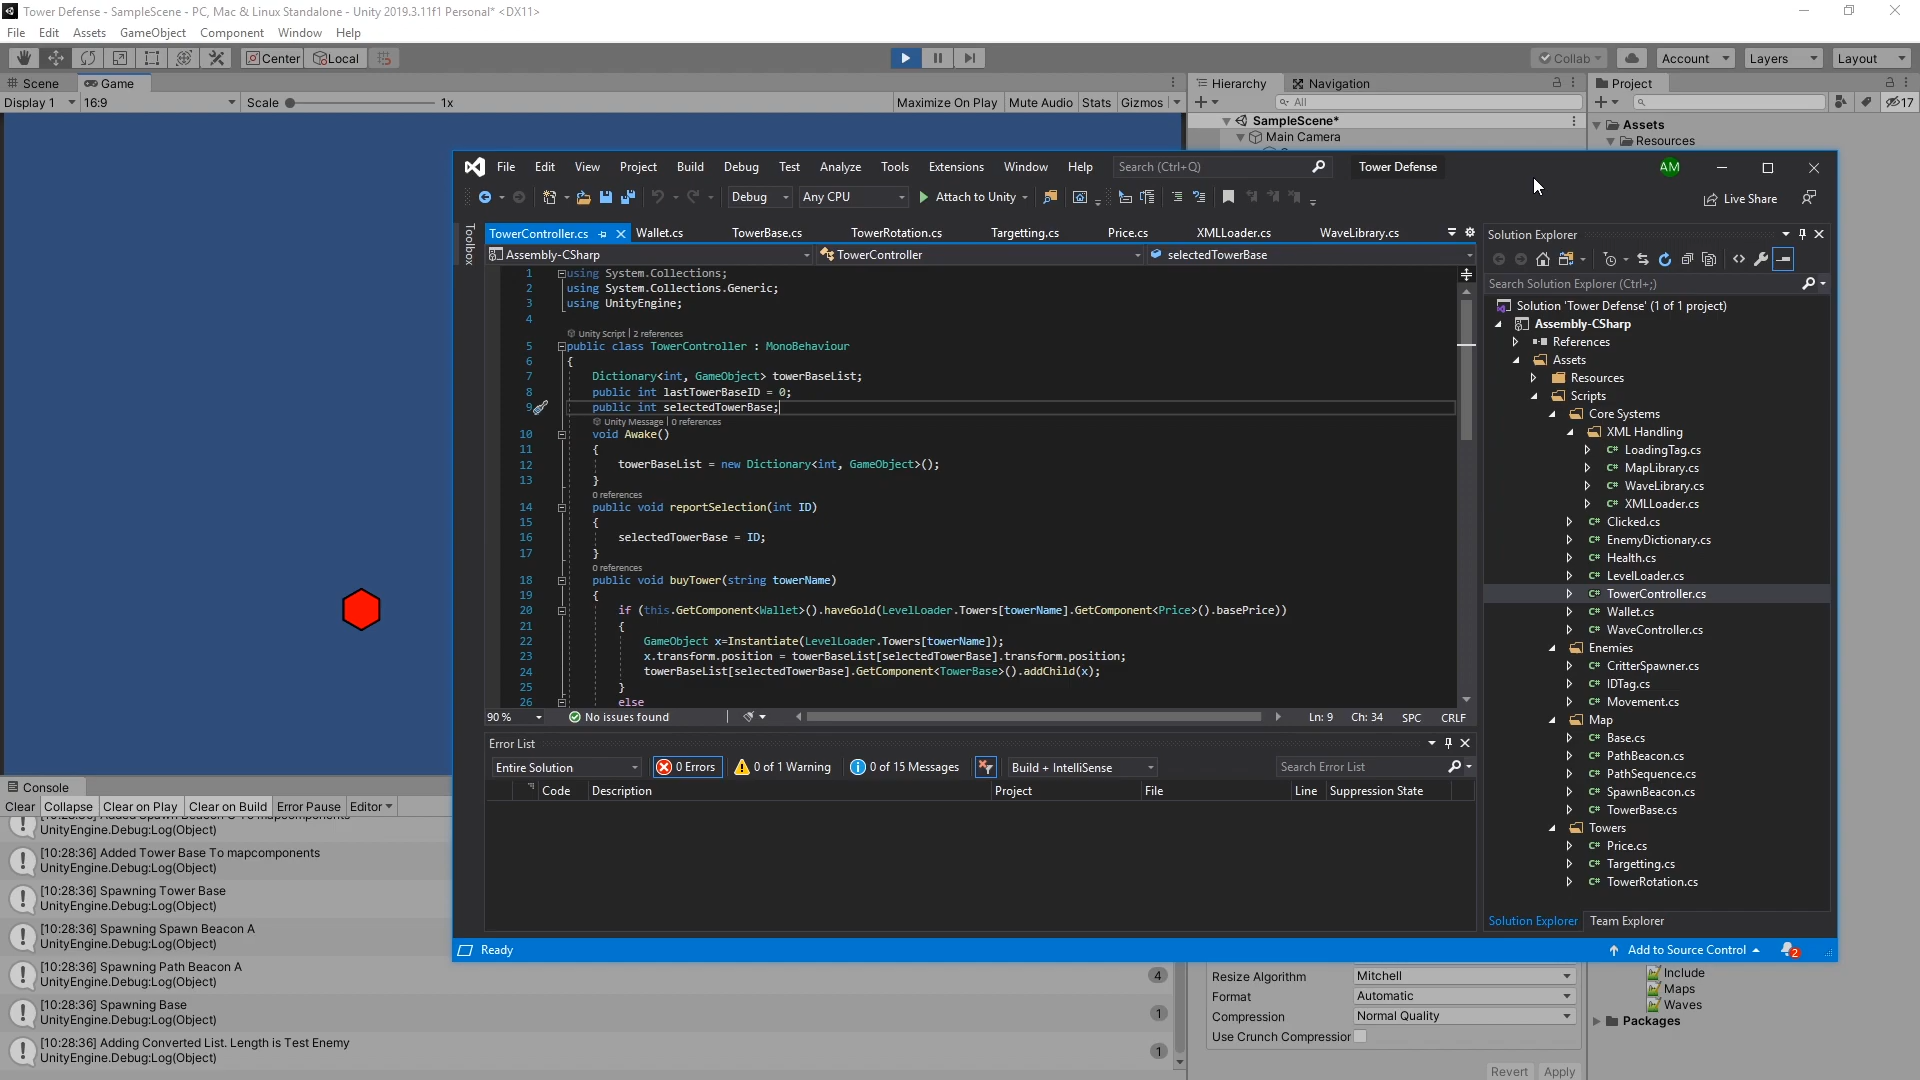 Tower Defense - SampleScene - PC, Mac & Linux Standalone - Unity 2019.3.11f1 Personal* <DX11>
File Edit Assets GameObject Component Window Help
Center Local Collab Account Layers Layout
Scene Game
Display 1 16:9 Scale 1x Maximize On Play Mute Audio Stats Gizmos
Hierarchy Navigation
All
SampleScene*
Main Camera
Project
17
Assets
Resources
File Edit View Project Build Debug Test Analyze Tools Extensions Window Help Search (Ctrl+Q) Tower Defense AM
Debug Any CPU Attach to Unity Live Share
Toolbox
TowerController.cs Wallet.cs TowerBase.cs TowerRotation.cs Targetting.cs Price.cs XMLLoader.cs WaveLibrary.cs
Assembly-CSharp TowerController selectedTowerBase
1 using System.Collections;
2 using System.Collections.Generic;
3 using UnityEngine;
4
Unity Script | 2 references
5 public class TowerController : MonoBehaviour
6 {
7 Dictionary<int, GameObject> towerBaseList;
8 public int lastTowerBaseID = 0;
9 public int selectedTowerBase;
Unity Message | 0 references
10 void Awake()
11 {
12 towerBaseList = new Dictionary<int, GameObject>();
13 }
0 references
14 public void reportSelection(int ID)
15 {
16 selectedTowerBase = ID;
17 }
0 references
18 public void buyTower(string towerName)
19 {
20 if (this.GetComponent<Wallet>().haveGold(LevelLoader.Towers[towerName].GetComponent<Price>().basePrice))
21 {
22 GameObject x=Instantiate(LevelLoader.Towers[towerName]);
23 x.transform.position = towerBaseList[selectedTowerBase].transform.position;
24 towerBaseList[selectedTowerBase].GetComponent<TowerBase>().addChild(x);
25 }
26 else
90 % No issues found Ln: 9 Ch: 34 SPC CRLF
Error List
Entire Solution 0 Errors 0 of 1 Warning 0 of 15 Messages Build + IntelliSense Search Error List
Code Description Project File Line Suppression State
Solution Explorer
Search Solution Explorer (Ctrl+;)
Solution 'Tower Defense' (1 of 1 project)
Assembly-CSharp
References
Assets
Resources
Scripts
Core Systems
XML Handling
C# LoadingTag.cs
C# MapLibrary.cs
C# WaveLibrary.cs
C# XMLLoader.cs
C# Clicked.cs
C# EnemyDictionary.cs
C# Health.cs
C# LevelLoader.cs
C# TowerController.cs
C# Wallet.cs
C# WaveController.cs
Enemies
C# CritterSpawner.cs
C# IDTag.cs
C# Movement.cs
Map
C# Base.cs
C# PathBeacon.cs
C# PathSequence.cs
C# SpawnBeacon.cs
C# TowerBase.cs
Towers
C# Price.cs
C# Targetting.cs
C# TowerRotation.cs
Solution Explorer Team Explorer
Ready Add to Source Control 2
Console
Clear Collapse Clear on Play Clear on Build Error Pause Editor
UnityEngine.Debug:Log(Object)
[10:28:36] Added Tower Base To mapcomponents
UnityEngine.Debug:Log(Object)
[10:28:36] Spawning Tower Base
UnityEngine.Debug:Log(Object)
[10:28:36] Spawning Spawn Beacon A
UnityEngine.Debug:Log(Object)
[10:28:36] Spawning Path Beacon A
UnityEngine.Debug:Log(Object)
4
[10:28:36] Spawning Base
UnityEngine.Debug:Log(Object)
1
[10:28:36] Adding Converted List. Length is Test Enemy
UnityEngine.Debug:Log(Object)
1
Resize Algorithm Mitchell
Format Automatic
Compression Normal Quality
Use Crunch Compression
Revert Apply
Include
Maps
Waves
Packages